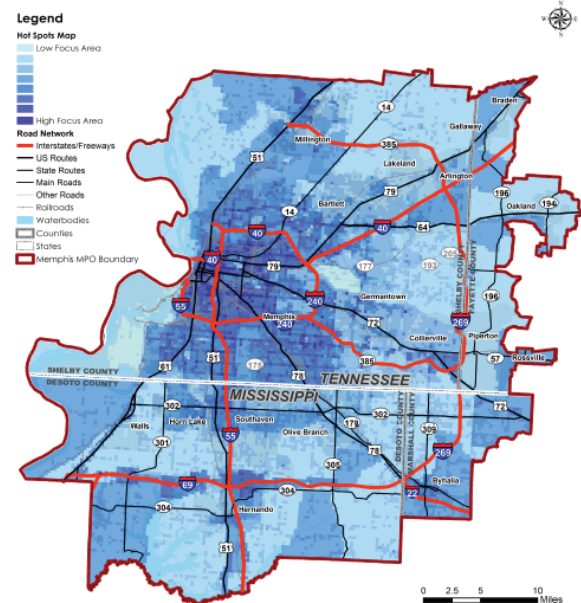 Legend
Hot Spots Map
Low Focus Area
High Focus Area
Road Network
Interstates/Freeways
US Routes
State Routes
Main Roads
Other Roads
Railroads
Waterbodies
Counties
States
Memphis MPO Boundary
N
W E
S
Braden
14
Gallaway
Millington
51
385
Lakeland
Arlington
79
196
194
Bartlett
Oakland
14
64
40
40
205
40
79
177
193
SHELBY COUNTY
FAYETTE COUNTY
240
Germantown
196
55
Memphis
240
72
269
Collierville
Piperton
51
385
57
Rossville
61
175
78
SHELBY COUNTY
TENNESSEE
DESOTO COUNTY
MISSISSIPPI
72
302
302
Walls
Horn Lake
Southaven
178
309
301
55
Olive Branch
78
DESOTO COUNTY
MARSHALL COUNTY
269
305
69
Byhalia
304
22
304
Hernando
51
0 2.5 5 10
Miles